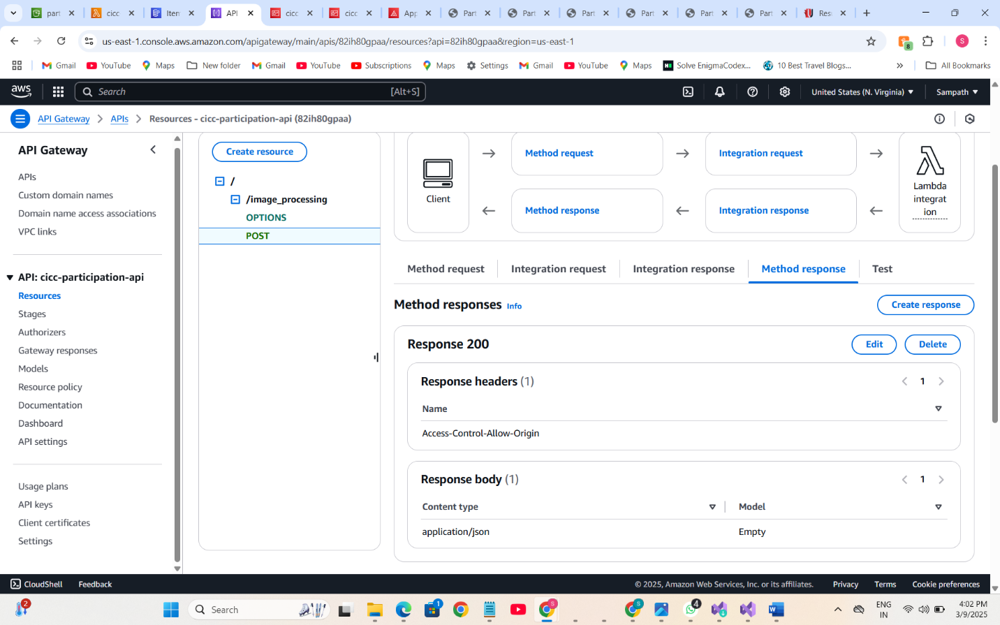 part
cicc
Item
API
cicc
cicc
App
Part
Part
Part
Part
Part
Part
Resu
us-east-1.console.aws.amazon.com/apigateway/main/apis/82ih80gpaa/resources?api=82ih80gpaa&region=us-east-1
8
S
Gmail
YouTube
Maps
New folder
Gmail
YouTube
Subscriptions
Maps
Settings
Gmail
YouTube
Maps
Solve EnigmaCodex...
10 Best Travel Blogs...
»
All Bookmarks
aws
Search
[Alt+S]
United States (N. Virginia)
Sampath
API Gateway
APIs
Resources - cicc-participation-api (82ih80gpaa)
API Gateway
APIs
Custom domain names
Domain name access associations
VPC links
API: cicc-participation-api
Resources
Stages
Authorizers
Gateway responses
Models
Resource policy
Documentation
Dashboard
API settings
Usage plans
API keys
Client certificates
Settings
Create resource
/
/image_processing
OPTIONS
POST
Client
Method request
Integration request
Method response
Integration response
Lambda
integrat
ion
Method request
Integration request
Integration response
Method response
Test
Method responses Info
Create response
Response 200
Edit
Delete
Response headers (1)
1
Name
Access-Control-Allow-Origin
Response body (1)
1
Content type
Model
application/json
Empty
CloudShell
Feedback
© 2025, Amazon Web Services, Inc. or its affiliates.
Privacy
Terms
Cookie preferences
2
Search
1
S
S
4
ENG
IN
4:02 PM
3/9/2025